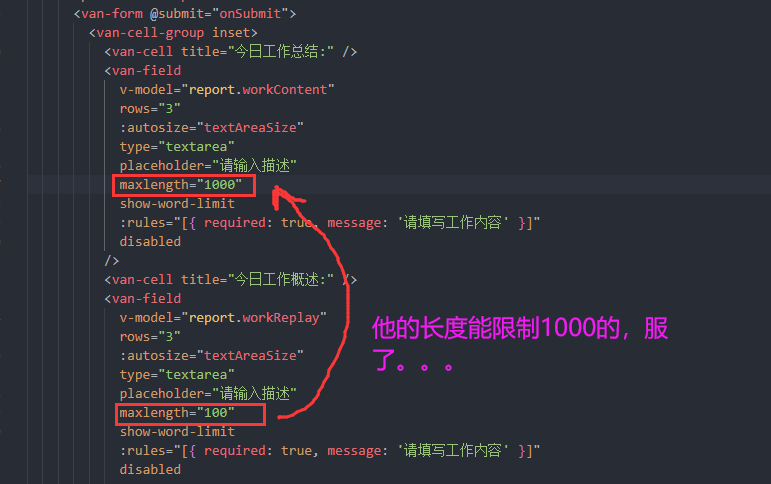 <van-form @submit="onSubmit">
<van-cell-group inset>
<van-cell title="今日工作总结:" />
<van-field
v-model="report.workContent"
rows="3"
:autosize="textAreaSize"
type="textarea"
placeholder="请输入描述"
maxlength="1000"
show-word-limit
:rules="[{ required: true, message: '请填写工作内容' }]"
disabled
/>
<van-cell title="今日工作概述:" />
<van-field
v-model="report.workReplay"
rows="3"
:autosize="textAreaSize"
type="textarea"
placeholder="请输入描述"
maxlength="100"
show-word-limit
:rules="[{ required: true, message: '请填写工作内容' }]"
disabled
他的长度能限制1000的，服
了。。。